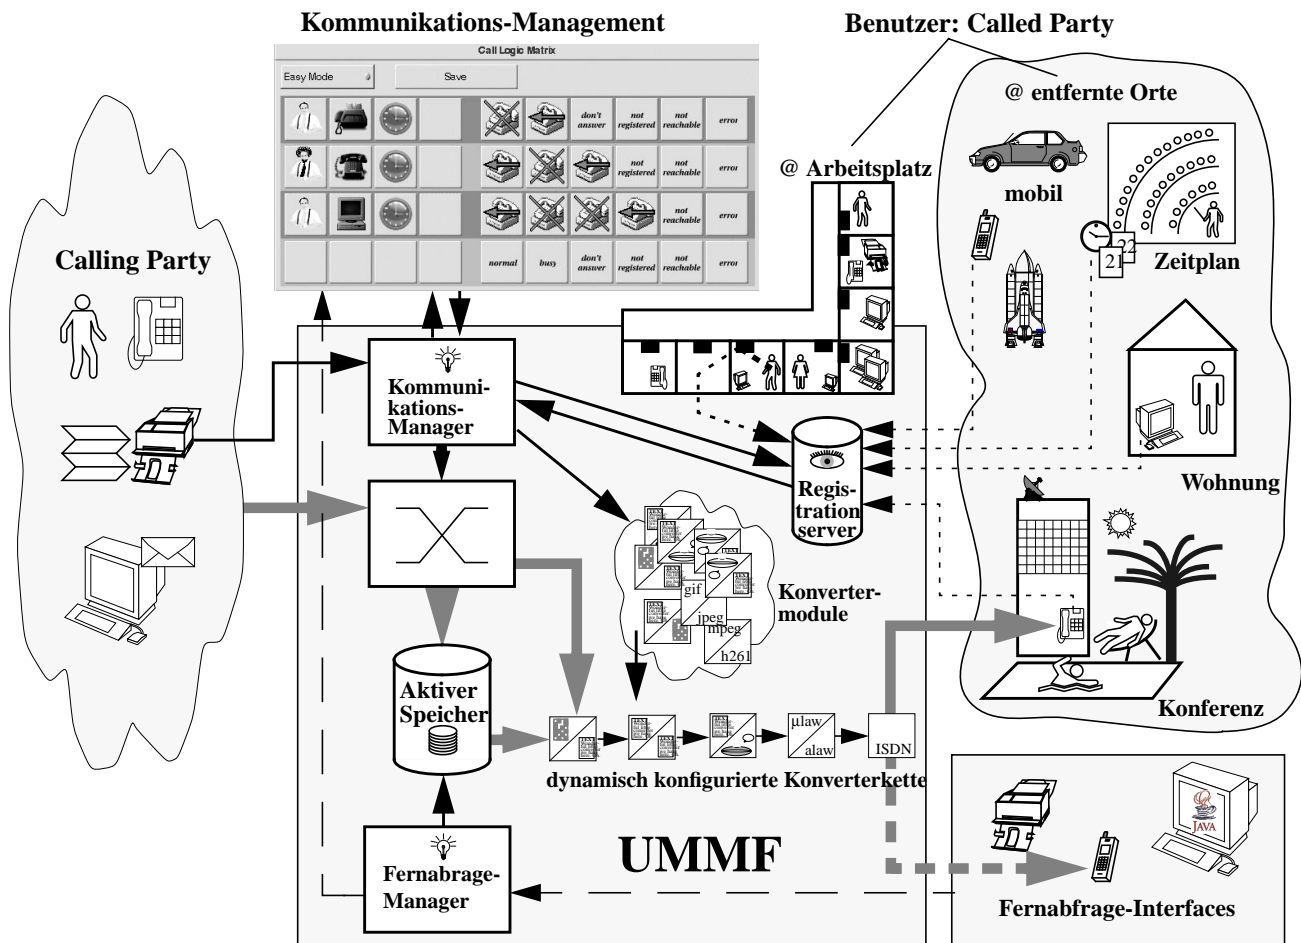 Kommunikations-Management
Benutzer: Called Party
Call Logic Matrix
Easy Mode
Save
don't answer
not registered
not reachable
error
not registered
not reachable
error
not reachable
error
normal
busy
don't answer
not registered
not reachable
error
@ entfernte Orte
@ Arbeitsplatz
mobil
22
21
Zeitplan
Calling Party
Kommuni-
kations-
Manager
Regis-
tration
server
Wohnung
gif
jpeg
mpeg
h261
Konverter-
module
Aktiver
Speicher
µlaw
alaw
ISDN
Konferenz
dynamisch konfigurierte Konverterkette
UMMF
Fernabrage-
Manager
JAVA
Fernabfrage-Interfaces